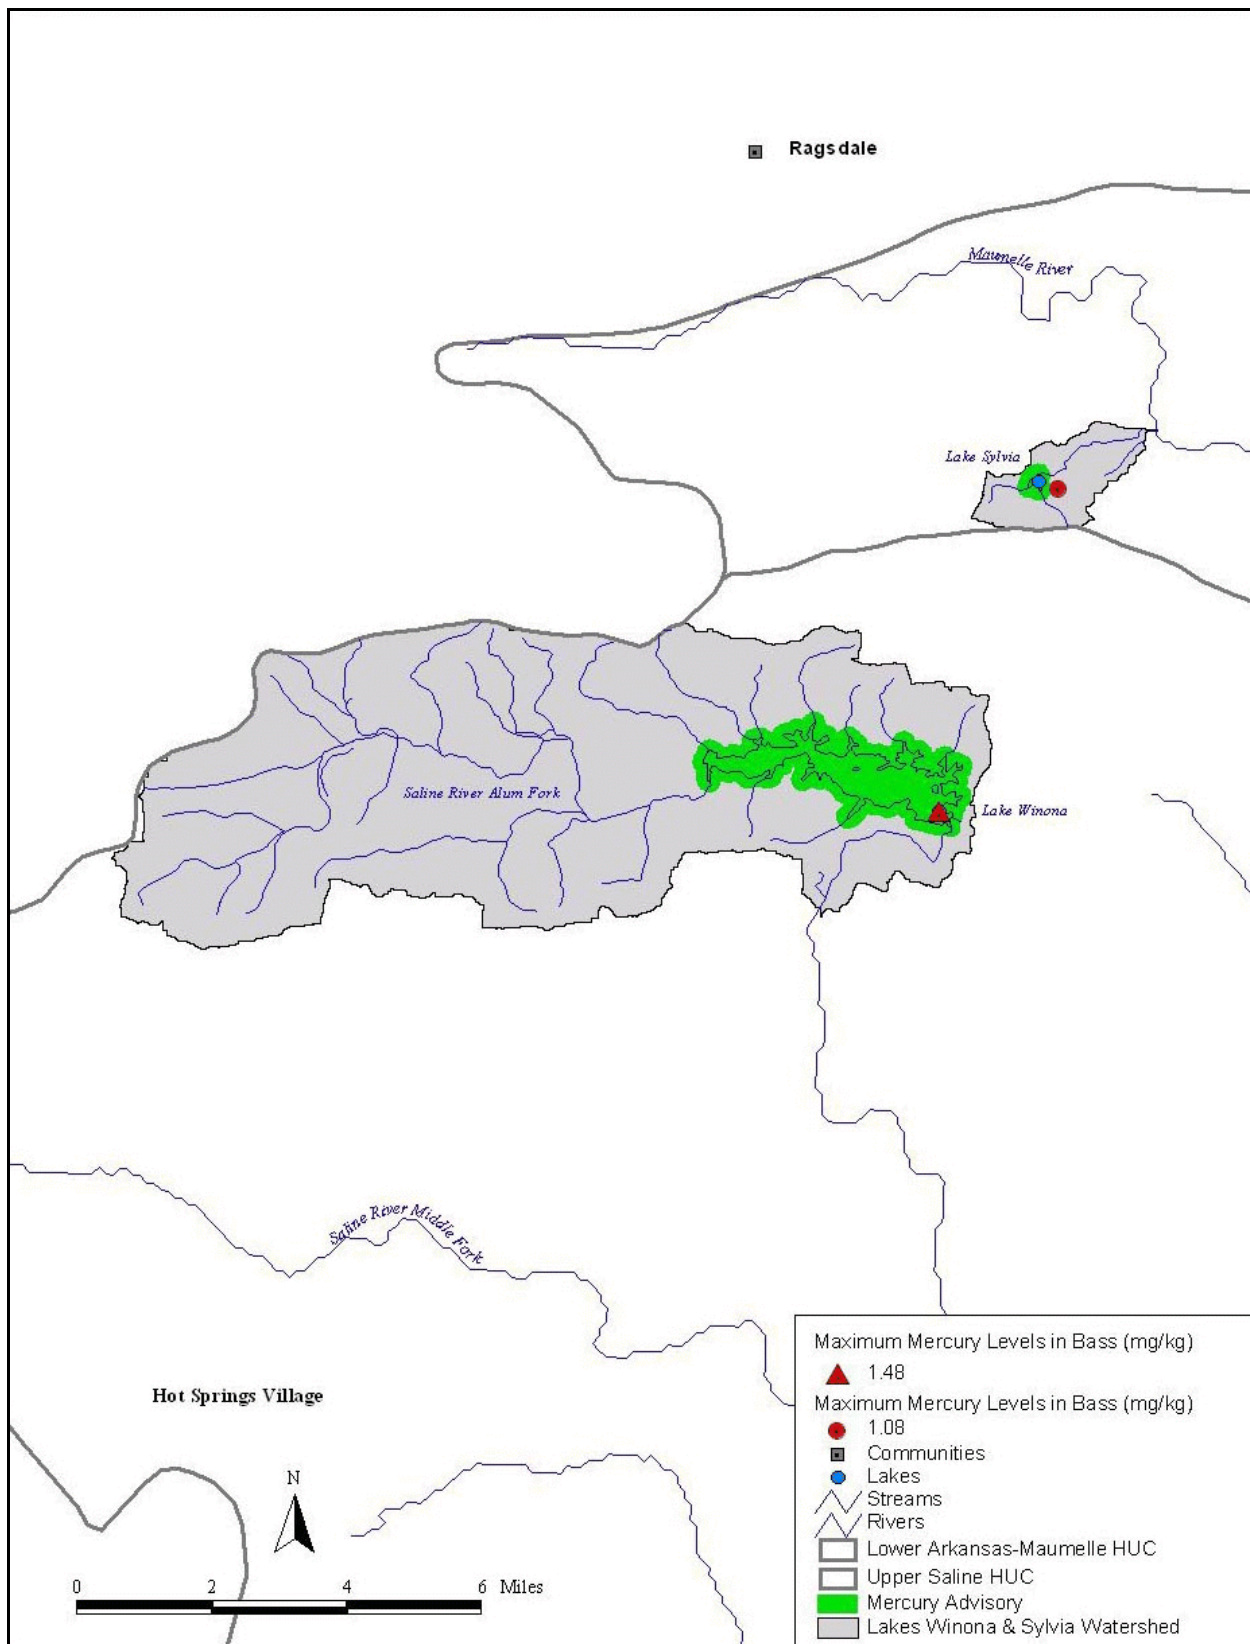 Ragsdale
Maumelle River
Lake Sylvia
Saline River Alum Fork
Lake Winona
Saline River Middle Fork
Hot Springs Village
N
0 2 4 6 Miles
Maximum Mercury Levels in Bass (mg/kg)
1.48
Maximum Mercury Levels in Bass (mg/kg)
1.08
Communities
Lakes
Streams
Rivers
Lower Arkansas-Maumelle HUC
Upper Saline HUC
Mercury Advisory
Lakes Winona & Sylvia Watershed